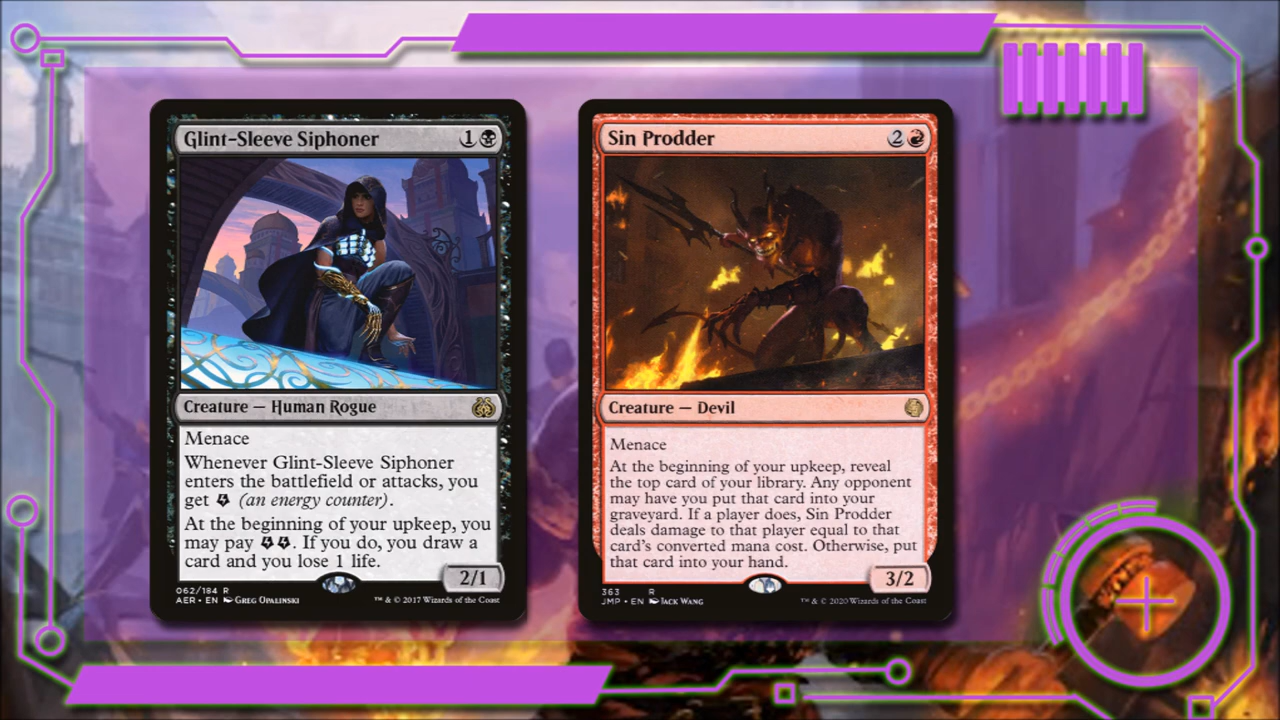 Glint-Sleeve Siphoner 1
Creature — Human Rogue
Menace
Whenever Glint-Sleeve Siphoner
enters the battlefield or attacks, you
get (an energy counter).
At the beginning of your upkeep, you
may pay . If you do, you draw a
card and you lose 1 life.
2/1
062/184 R
AER • EN Greg Opalinski
™ & © 2017 Wizards of the Coast
Sin Prodder 2
Creature — Devil
Menace
At the beginning of your upkeep, reveal
the top card of your library. Any opponent
may have you put that card into your
graveyard. If a player does, Sin Prodder
deals damage to that player equal to that
card's converted mana cost. Otherwise, put
that card into your hand.
3/2
363 R
JMP • EN Jack Wang
™ & © 2020 Wizards of the Coast